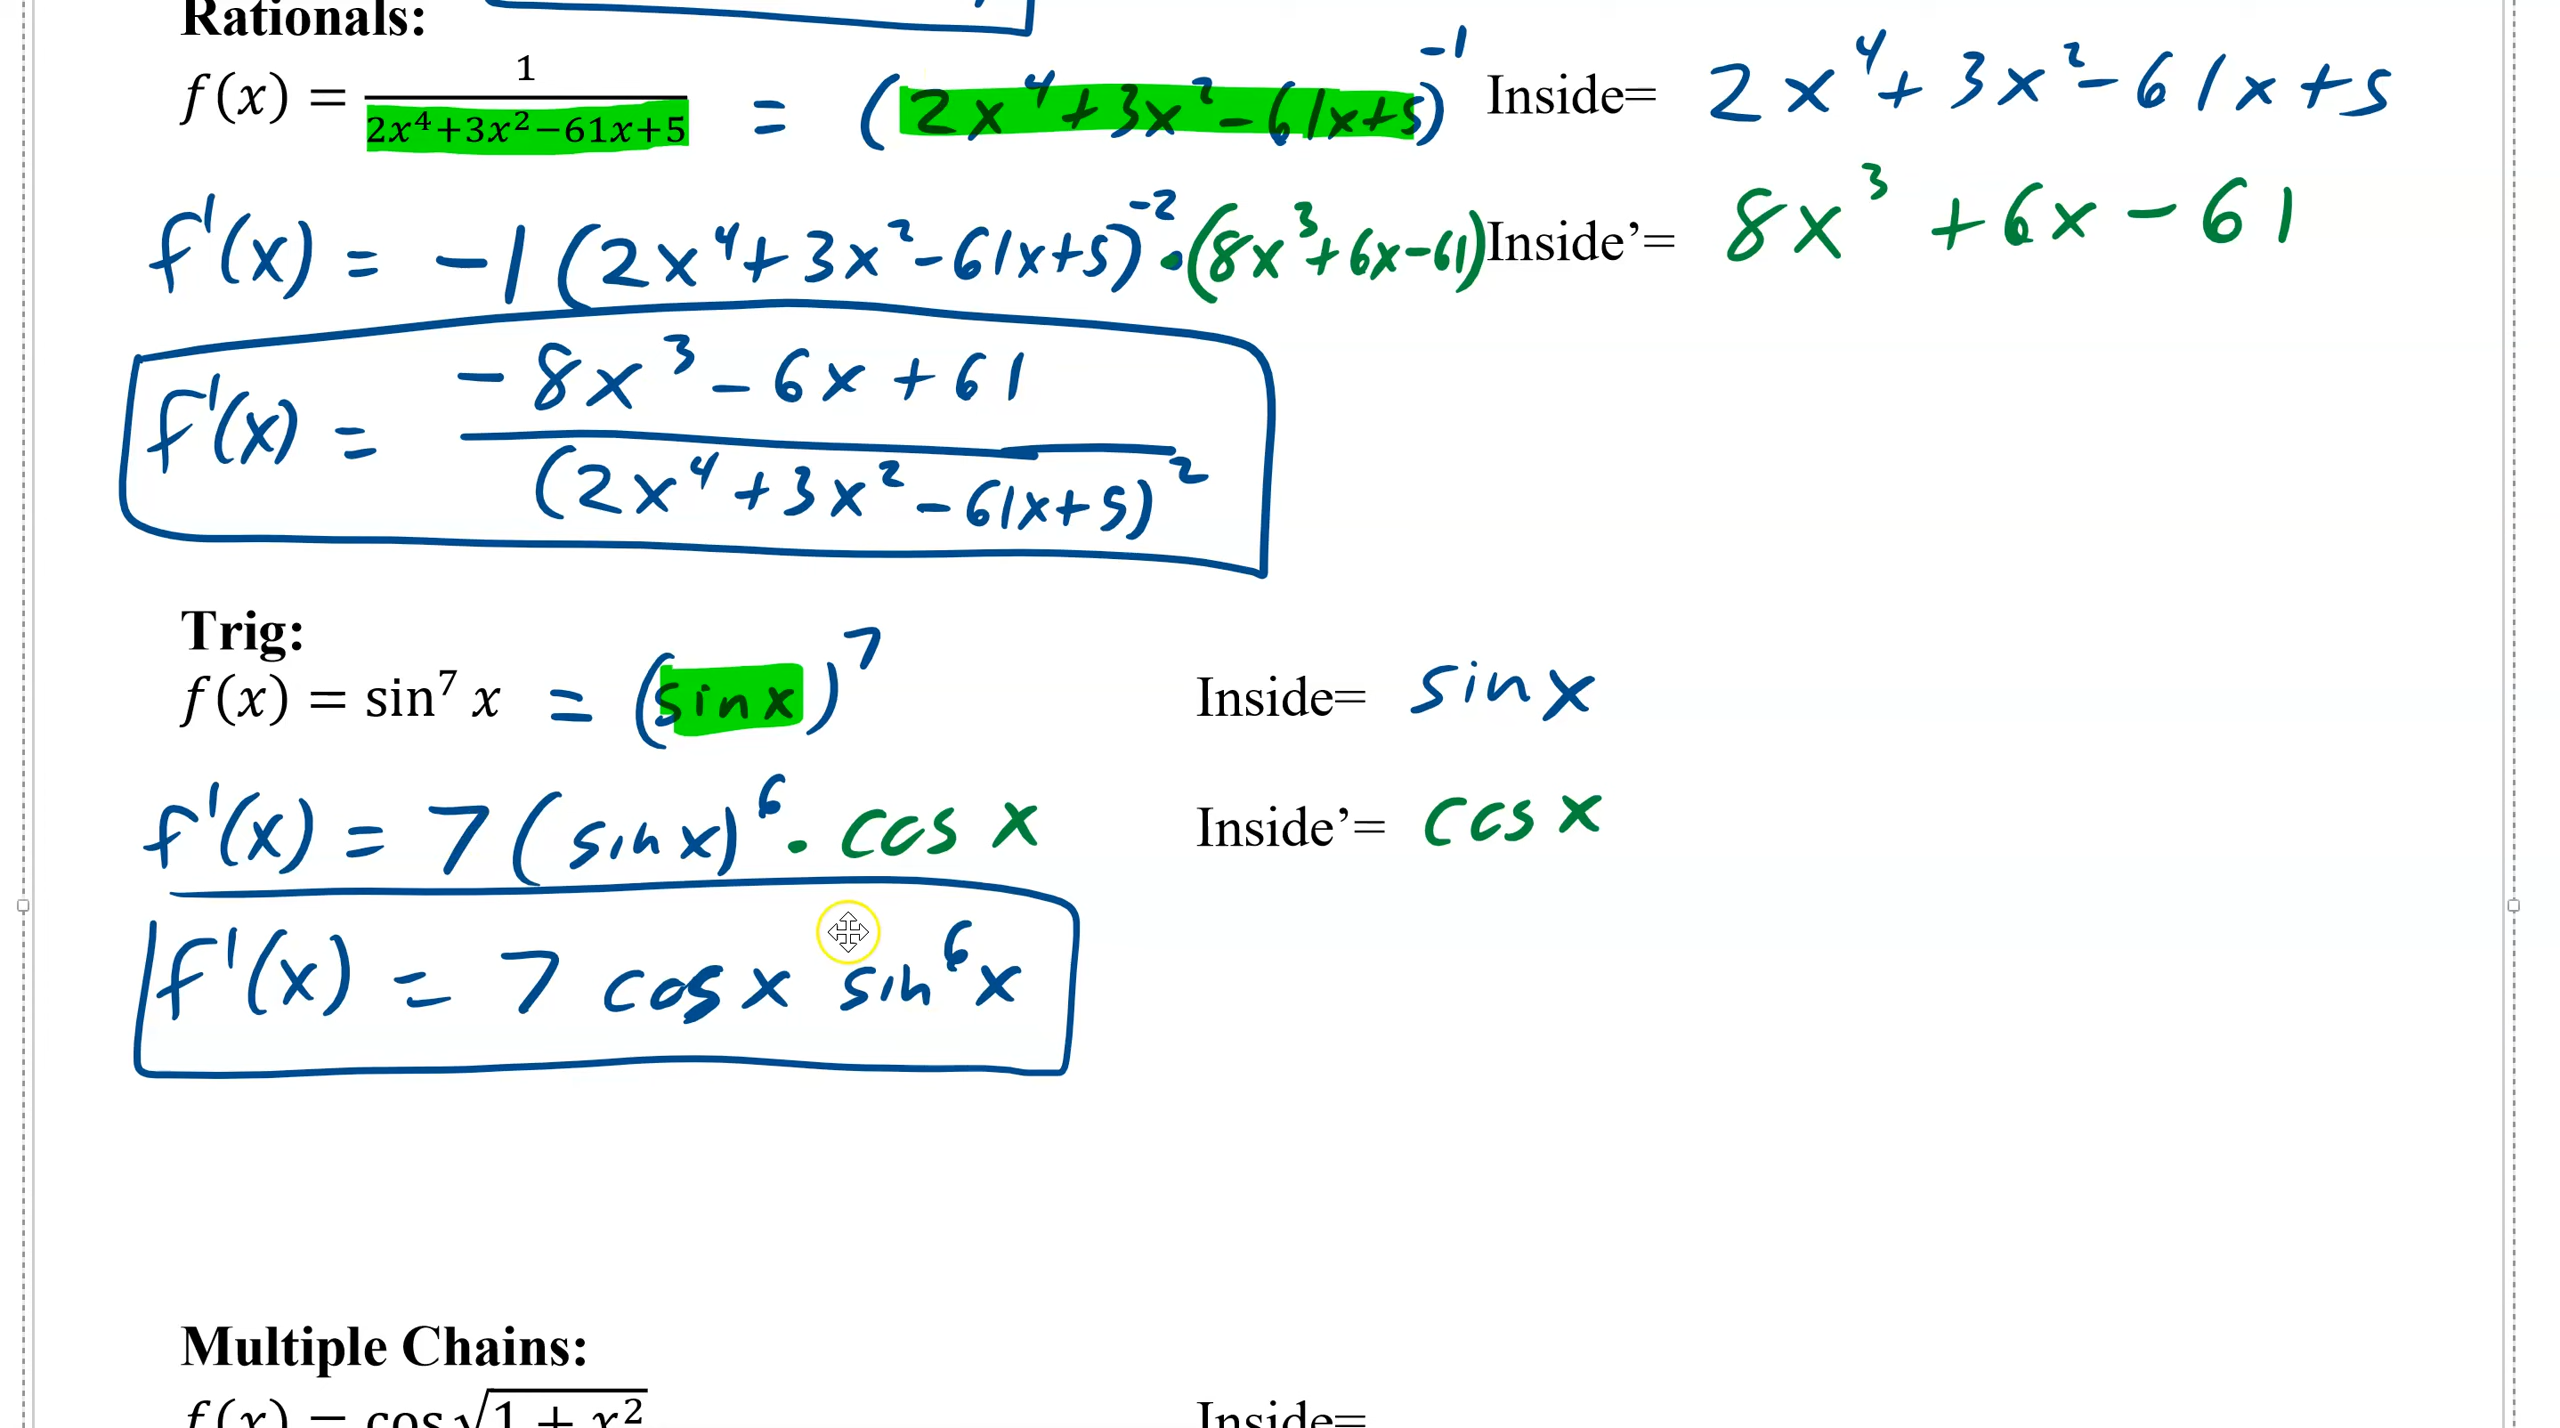 Rationals:
f(x) = 1/(2x⁴+3x²−61x+5) = (2x⁴+3x²−61x+5)⁻¹ Inside= 2x⁴+3x²−61x+5
f'(x) = −1(2x⁴+3x²−61x+5)⁻²·(8x³+6x−61) Inside’= 8x³+6x−61
f'(x) = (−8x³−6x+61)/(2x⁴+3x²−61x+5)²
Trig:
f(x) = sin⁷ x = (sin x)⁷ Inside= sin x
f'(x) = 7(sin x)⁶·cos x Inside’= cos x
f'(x) = 7 cos x sin⁶x
Multiple Chains:
f(x) = cos √(1 + x²) Inside=